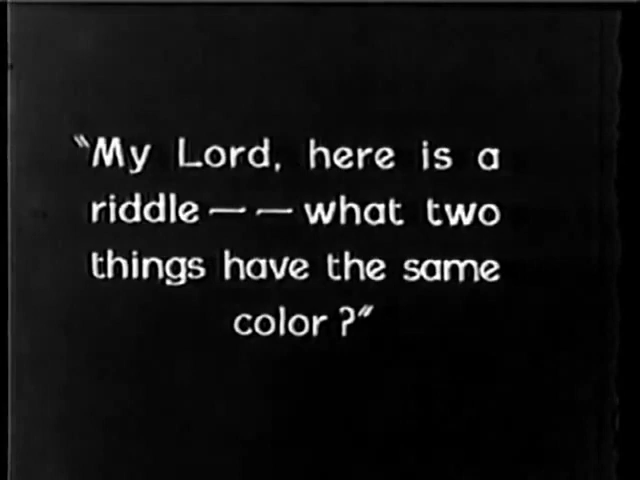 "My Lord, here is a
riddle — — what two
things have the same
color?"